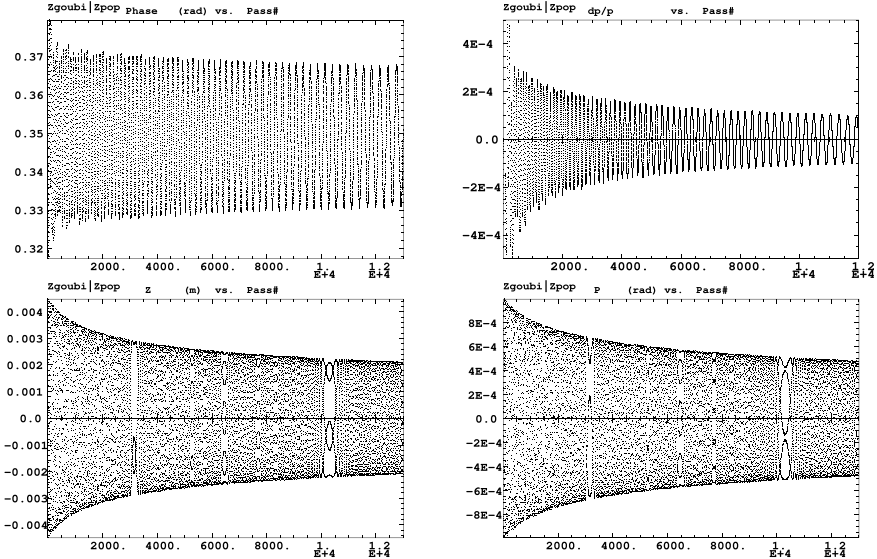 Zgoubi|Zpop Phase (rad) vs. Pass#
0.37
0.36
0.35
0.34
0.33
0.32
2000. 4000. 6000. 8000. 1 E+4 1.2 E+4
Zgoubi|Zpop dp/p vs. Pass#
4E-4
2E-4
0.0
-2E-4
-4E-4
2000. 4000. 6000. 8000. 1 E+4 1.2 E+4
Zgoubi|Zpop Z (m) vs. Pass#
0.004
0.003
0.002
0.001
0.0
-0.001
-0.002
-0.003
-0.004
2000. 4000. 6000. 8000. 1 E+4 1.2 E+4
Zgoubi|Zpop P (rad) vs. Pass#
8E-4
6E-4
4E-4
2E-4
0.0
-2E-4
-4E-4
-6E-4
-8E-4
2000. 4000. 6000. 8000. 1 E+4 1.2 E+4